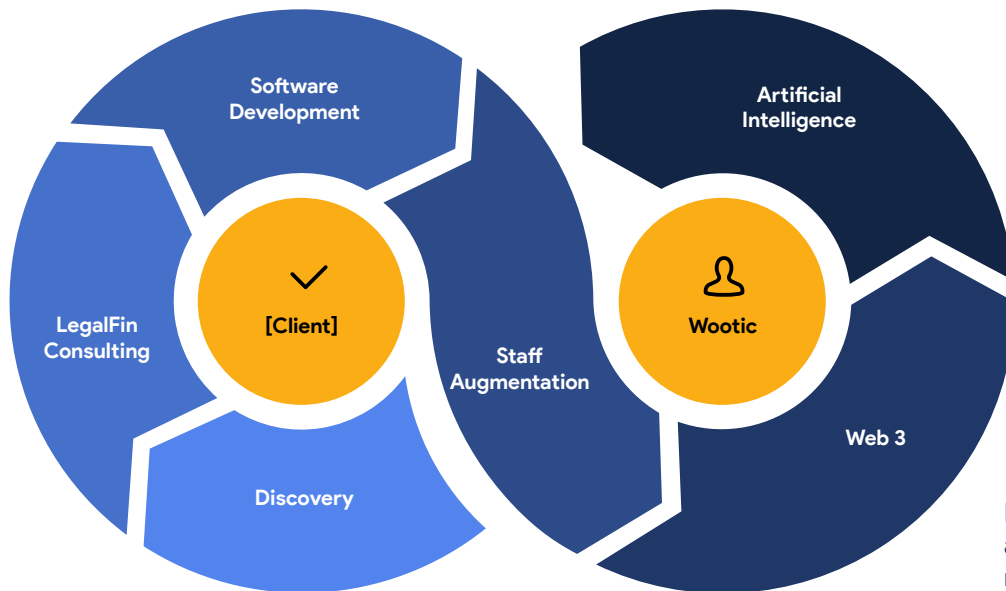 Software
Development
Artificial
Intelligence
[Client]
Wootic
LegalFin
Consulting
Staff
Augmentation
Web 3
Discovery